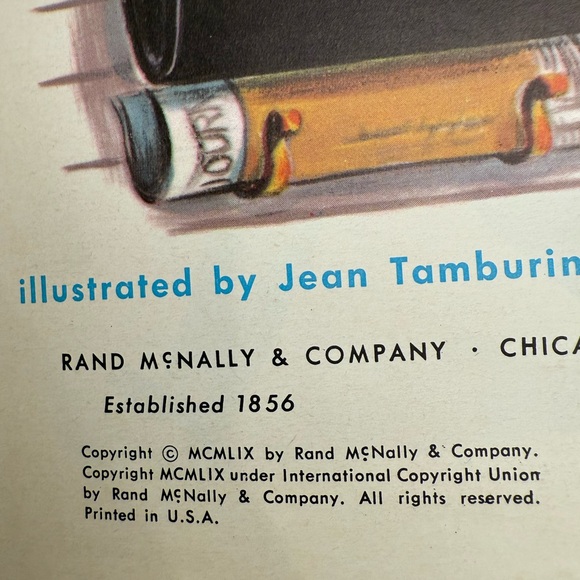 JOURN
illustrated by Jean Tamburin
RAND McNALLY & COMPANY · CHICA
Established 1856
Copyright © MCMLIX by Rand McNally & Company.
Copyright MCMLIX under International Copyright Union
by Rand McNally & Company. All rights reserved.
Printed in U.S.A.